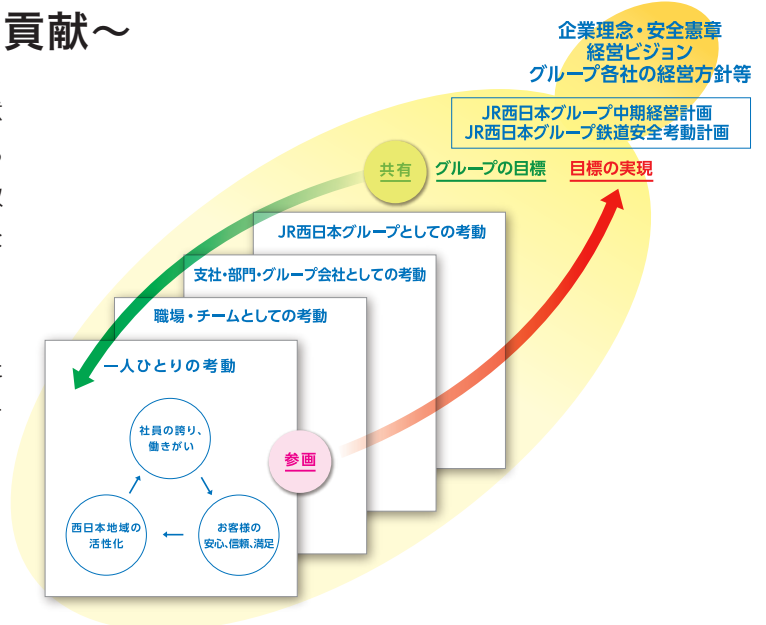 貢献～
企業理念・安全憲章
経営ビジョン
グループ各社の経営方針等
JR西日本グループ中期経営計画
JR西日本グループ鉄道安全考動計画
共有
グループの目標
目標の実現
JR西日本グループとしての考動
支社・部門・グループ会社としての考動
職場・チームとしての考動
一人ひとりの考動
社員の誇り、
働きがい
参画
西日本地域の
活性化
お客様の
安心、信頼、満足